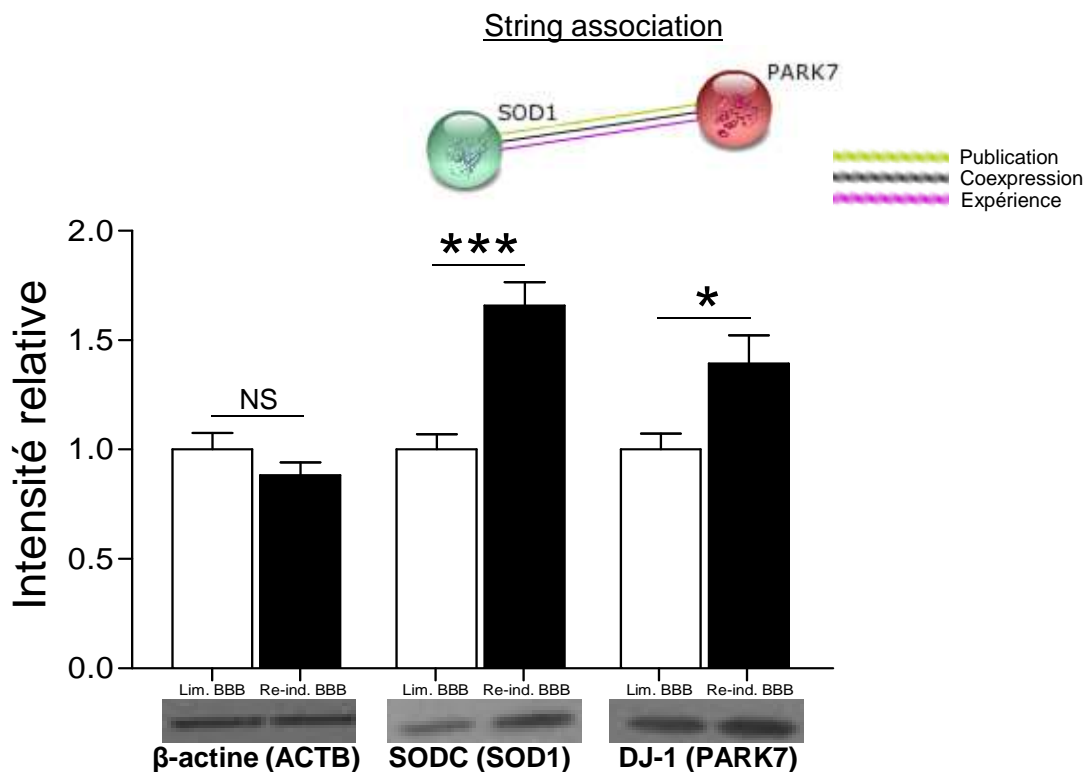 String association
PARK7
SOD1
Publication
Coexpression
Expérience
Intensité relative
2.0
1.5
1.0
0.5
0.0
NS
***
*
Lim. BBB Re-ind. BBB Lim. BBB Re-ind. BBB Lim. BBB Re-ind. BBB
β-actine (ACTB) SODC (SOD1) DJ-1 (PARK7)